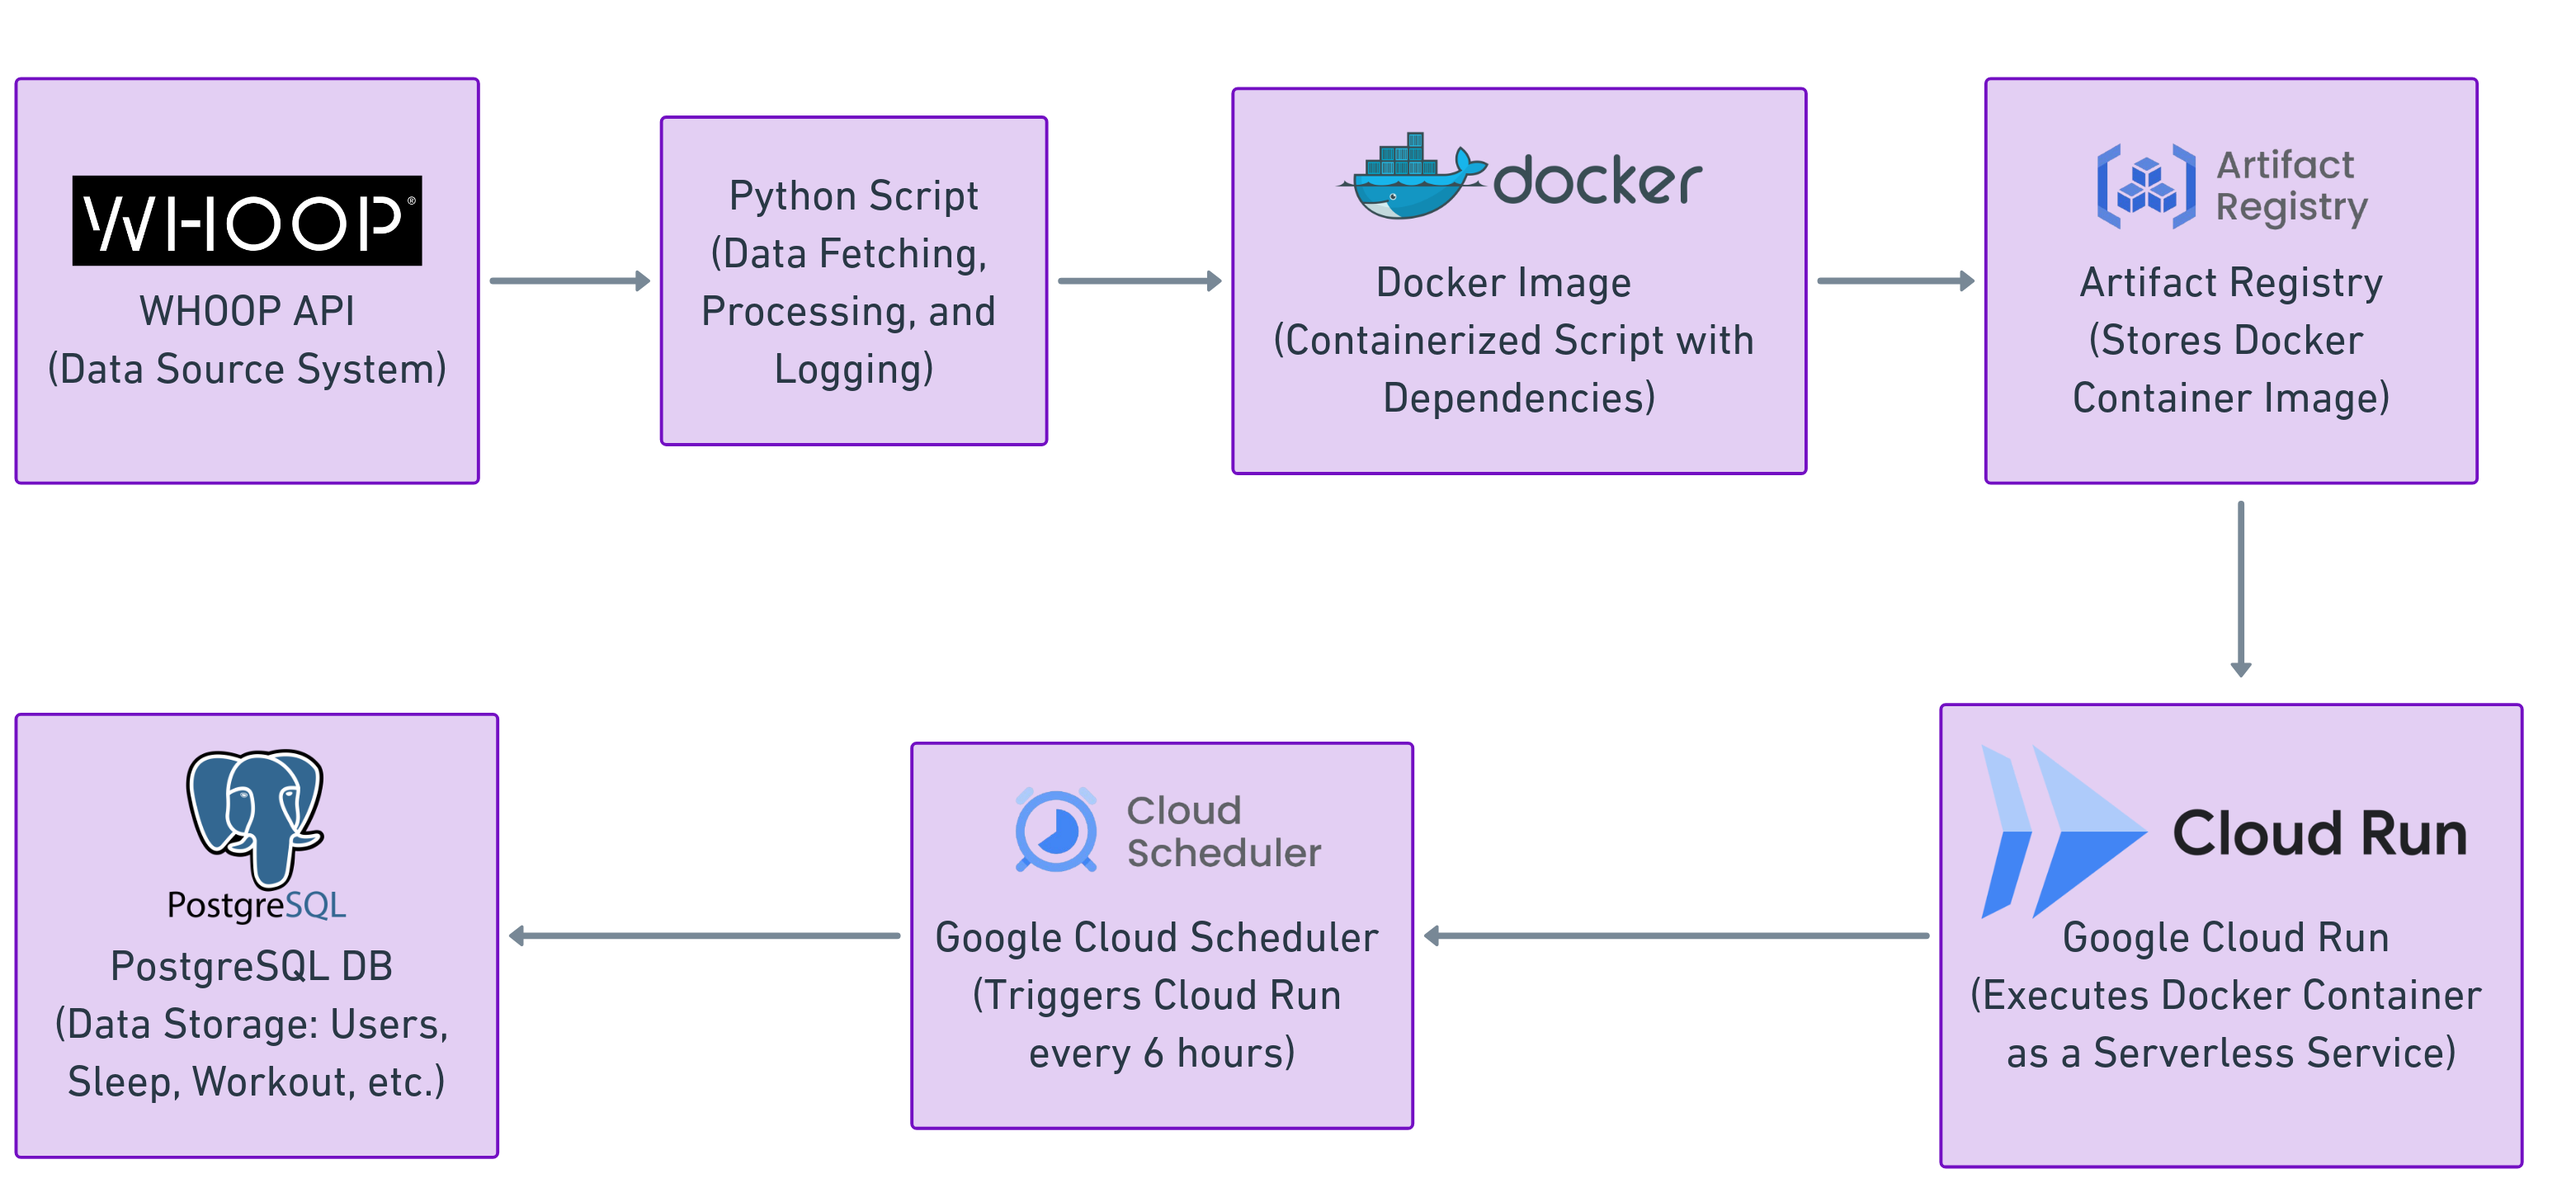 WHOOP®
WHOOP API
(Data Source System)
Python Script
(Data Fetching,
Processing, and
Logging)
docker
Docker Image
(Containerized Script with
Dependencies)
Artifact
Registry
Artifact Registry
(Stores Docker
Container Image)
PostgreSQL
PostgreSQL DB
(Data Storage: Users,
Sleep, Workout, etc.)
Cloud
Scheduler
Google Cloud Scheduler
(Triggers Cloud Run
every 6 hours)
Cloud Run
Google Cloud Run
(Executes Docker Container
as a Serverless Service)